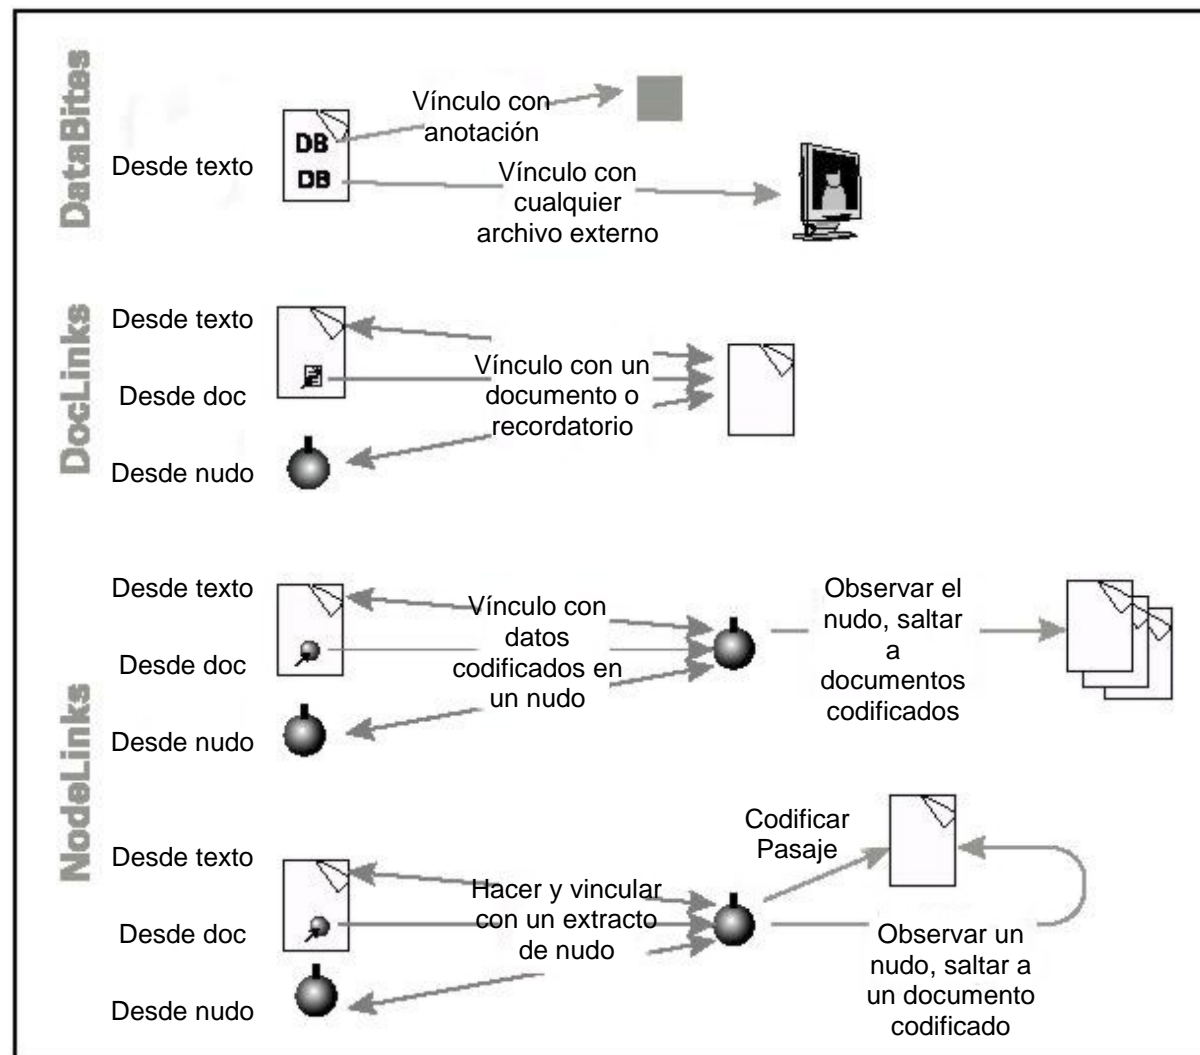 DataBites
Desde texto
DB
DB
Vínculo con
anotación
Vínculo con
cualquier
archivo externo
DocLinks
Desde texto
Desde doc
Desde nudo
Vínculo con un
documento o
recordatorio
NodeLinks
Desde texto
Desde doc
Desde nudo
Vínculo con
datos
codificados en
un nudo
Observar el
nudo, saltar
a
documentos
codificados
Desde texto
Desde doc
Desde nudo
Hacer y vincular
con un extracto
de nudo
Codificar
Pasaje
Observar un
nudo, saltar a
un documento
codificado